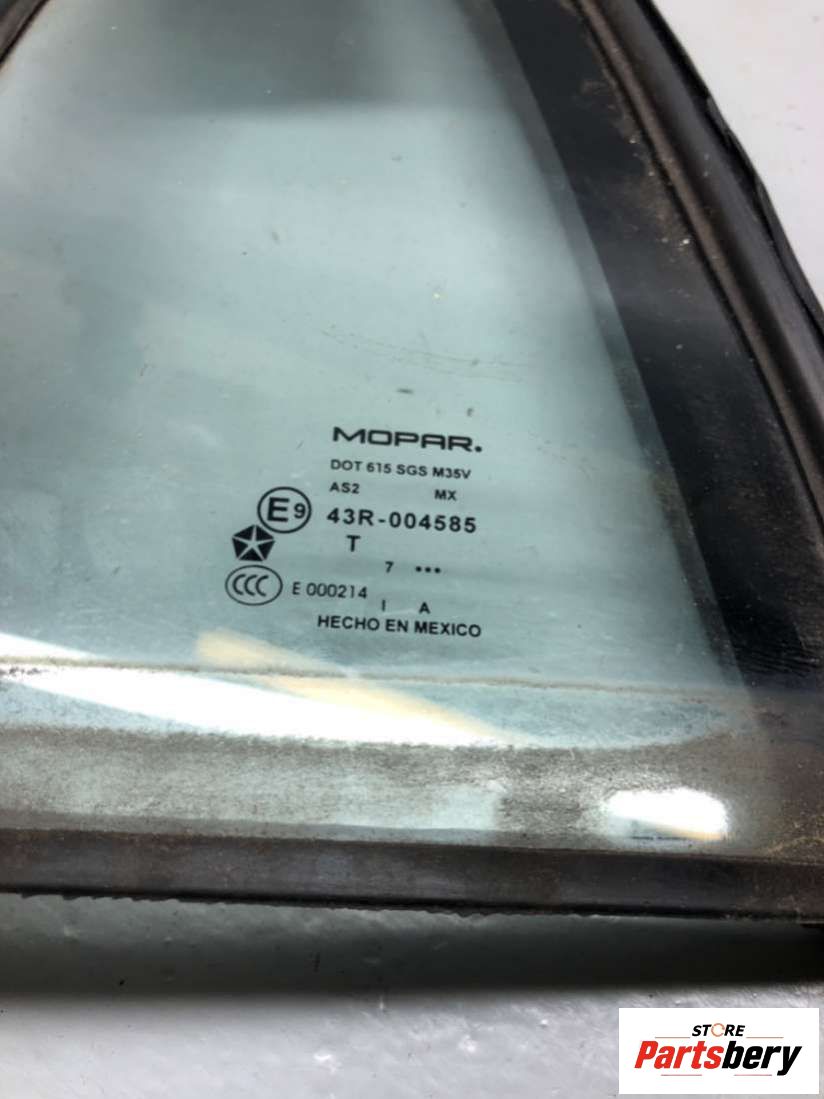 MOPAR.
DOT 615 SGS M35V
AS2 MX
E9 43R-004585
T
7 •••
CCC E 000214
I A
HECHO EN MEXICO
STORE
Partsbery